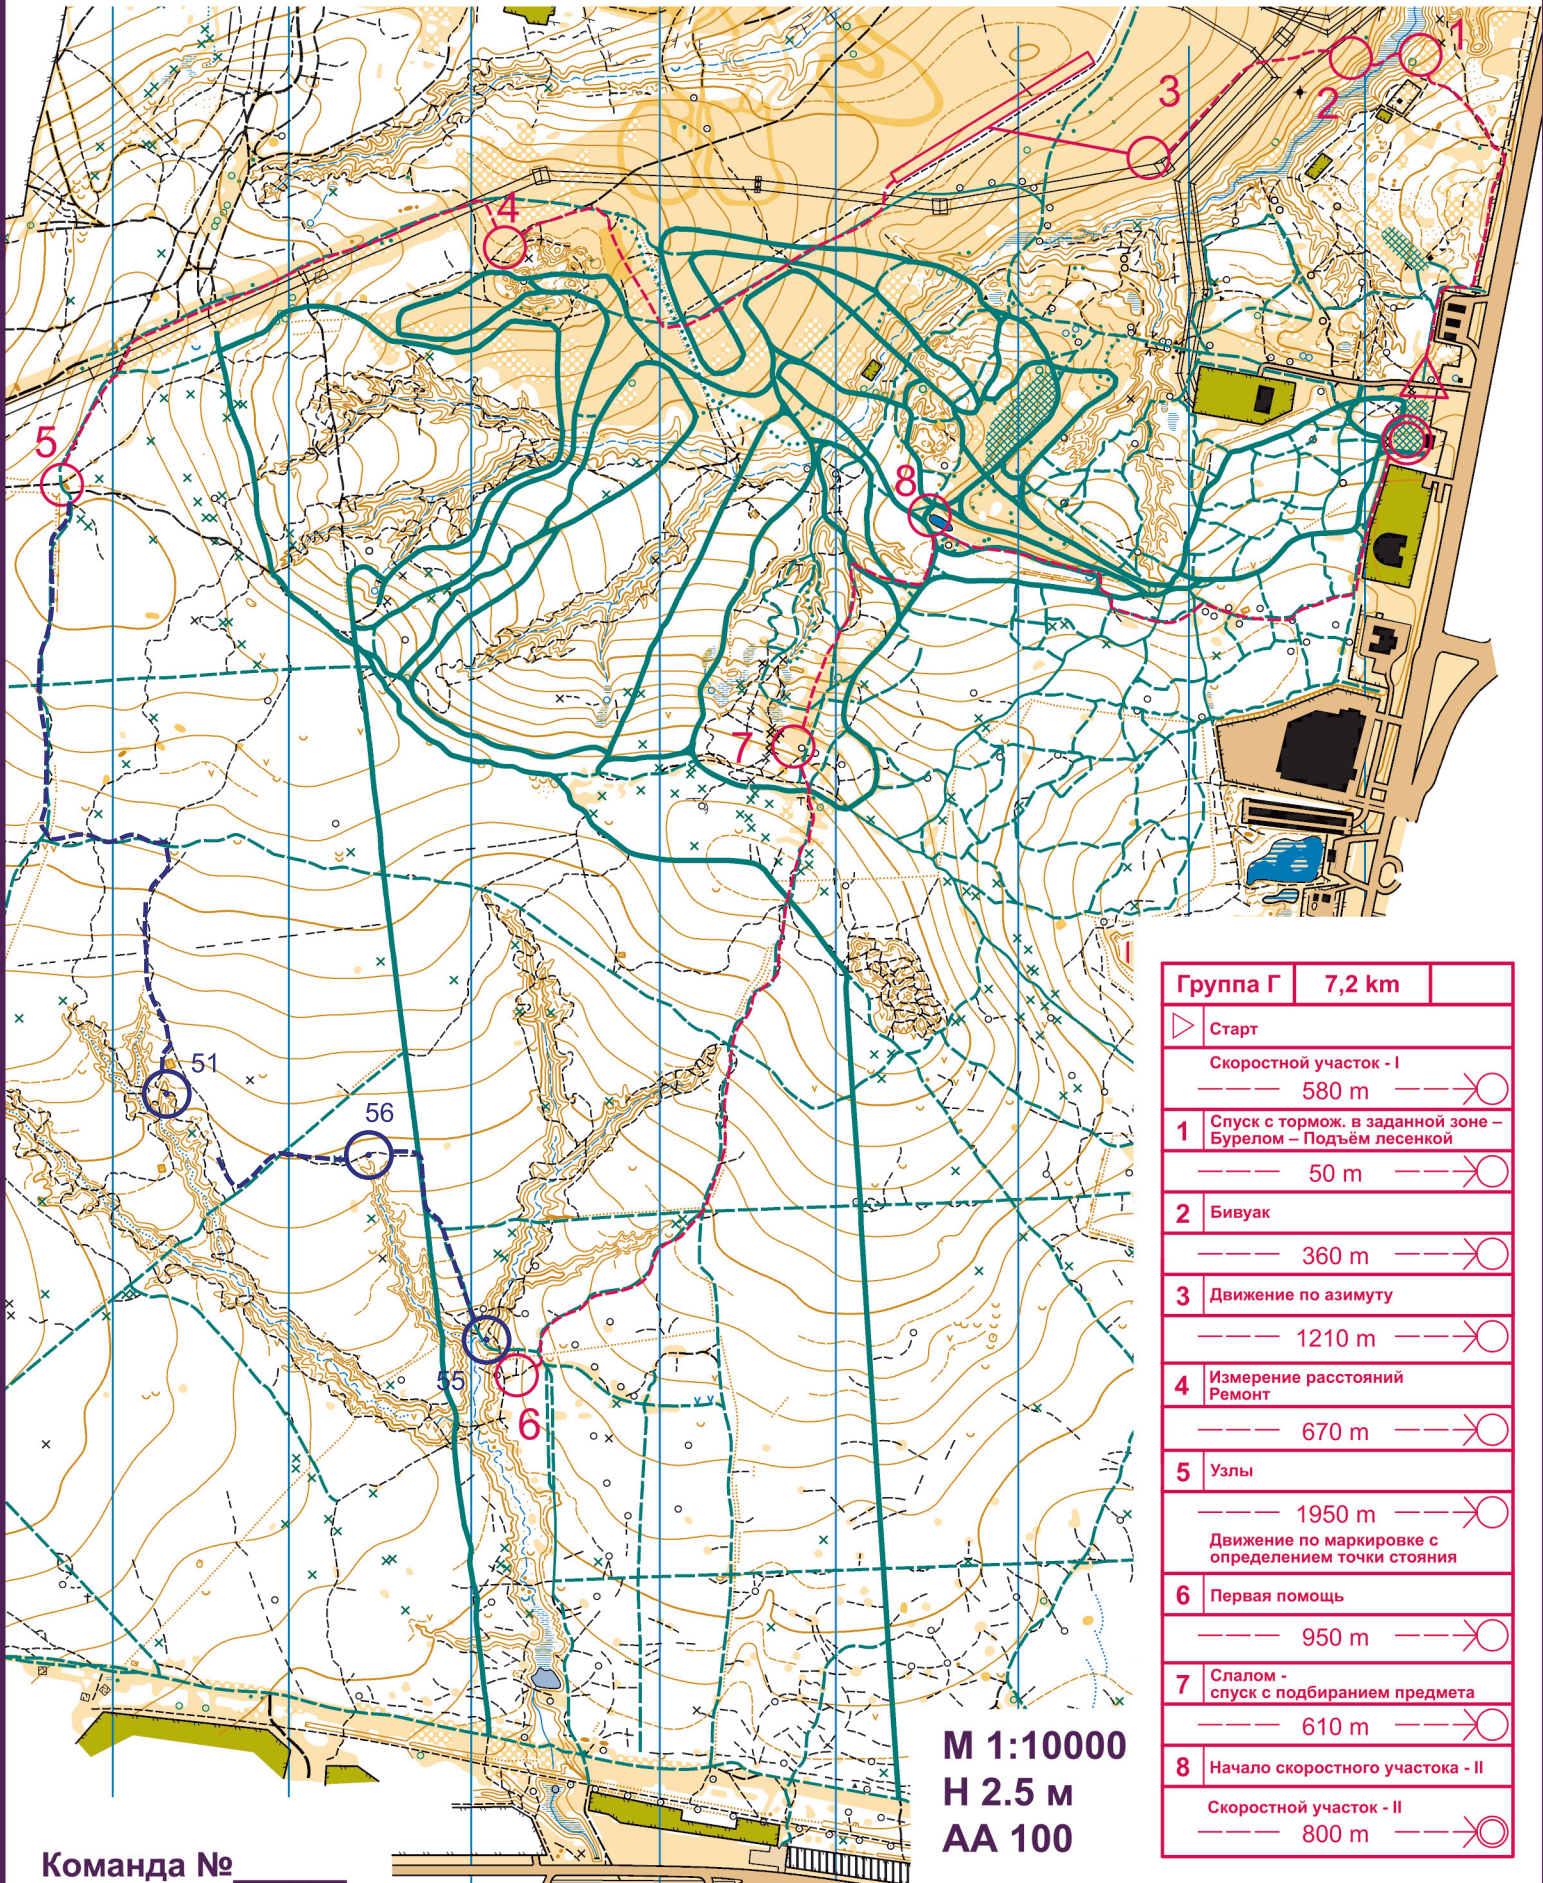 1
2
3
4
5
8
7
51
56
55
6
Группа Г 7,2 km
Старт
Скоростной участок - I
580 m
1 Спуск с тормож. в заданной зоне –
Бурелом – Подъём лесенкой
50 m
2 Бивуак
360 m
3 Движение по азимуту
1210 m
4 Измерение расстояний
Ремонт
670 m
5 Узлы
1950 m
Движение по маркировке с
определением точки стояния
6 Первая помощь
950 m
7 Слалом -
спуск с подбиранием предмета
610 m
8 Начало скоростного участока - II
Скоростной участок - II
800 m
М 1:10000
Н 2.5 м
АА 100
Команда №